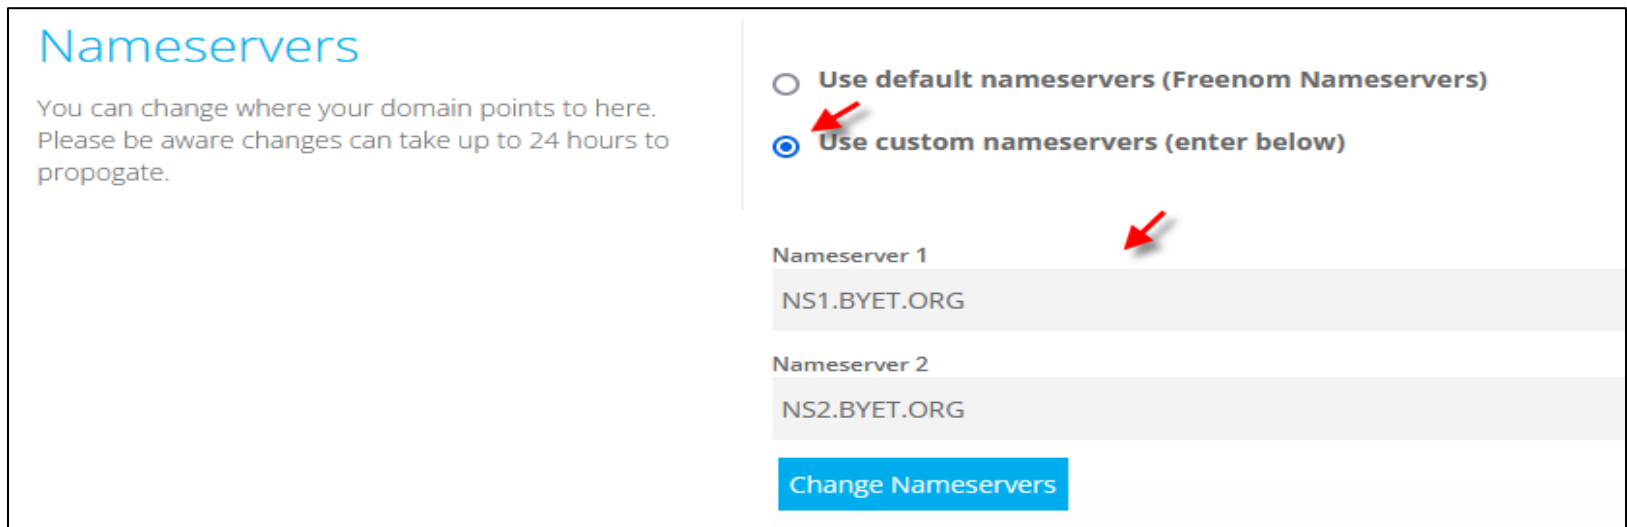 Nameservers
You can change where your domain points to here.
Please be aware changes can take up to 24 hours to
propogate.
Use default nameservers (Freenom Nameservers)
Use custom nameservers (enter below)
Nameserver 1
NS1.BYET.ORG
Nameserver 2
NS2.BYET.ORG
Change Nameservers